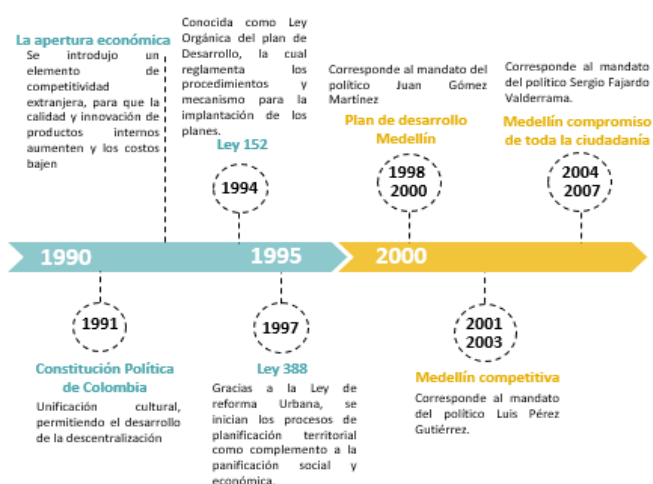 La apertura económica
Se introdujo un
elemento de
competitividad
extranjera, para que la
calidad y innovación de
productos internos
aumenten y los costos
bajen
Conocida como Ley
Orgánica del plan de
Desarrollo, la cual
reglamenta los
procedimientos y
mecanismo para la
implantación de los
planes.
Ley 152
1994
Corresponde al mandato del
político Juan Gómez
Martínez
Plan de desarrollo
Medellín
1998
2000
Corresponde al mandato
del político Sergio Fajardo
Valderrama.
Medellín compromiso
de toda la ciudadanía
2004
2007
1990
1995
2000
1991
Constitución Política
de Colombia
Unificación cultural,
permitiendo el desarrollo
de la descentralización
1997
Ley 388
Gracias a la Ley de
reforma Urbana, se
inician los procesos de
planificación territorial
como complemento a la
panificación social y
económica.
2001
2003
Medellín competitiva
Corresponde al mandato
del político Luis Pérez
Gutiérrez.